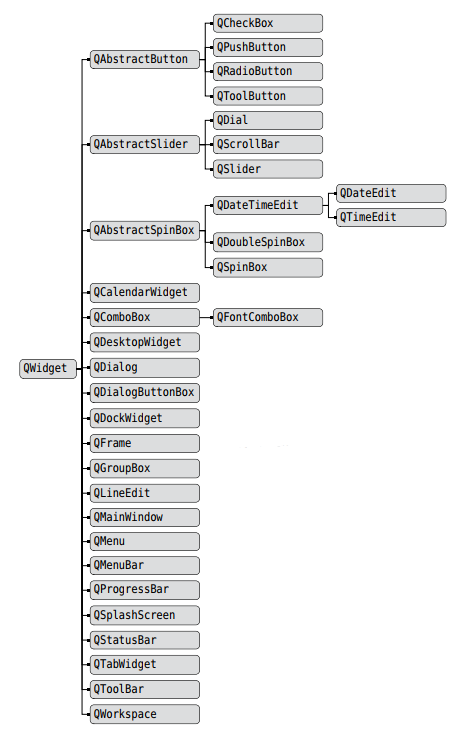 QWidget
QAbstractButton
QCheckBox
QPushButton
QRadioButton
QToolButton
QAbstractSlider
QDial
QScrollBar
QSlider
QAbstractSpinBox
QDateTimeEdit
QDateEdit
QTimeEdit
QDoubleSpinBox
QSpinBox
QCalendarWidget
QComboBox
QFontComboBox
QDesktopWidget
QDialog
QDialogButtonBox
QDockWidget
QFrame
QGroupBox
QLineEdit
QMainWindow
QMenu
QMenuBar
QProgressBar
QSplashScreen
QStatusBar
QTabWidget
QToolBar
QWorkspace